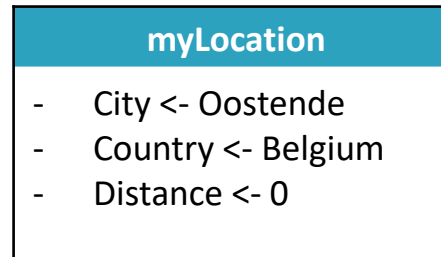 myLocation
- City <- Oostende
- Country <- Belgium
- Distance <- 0